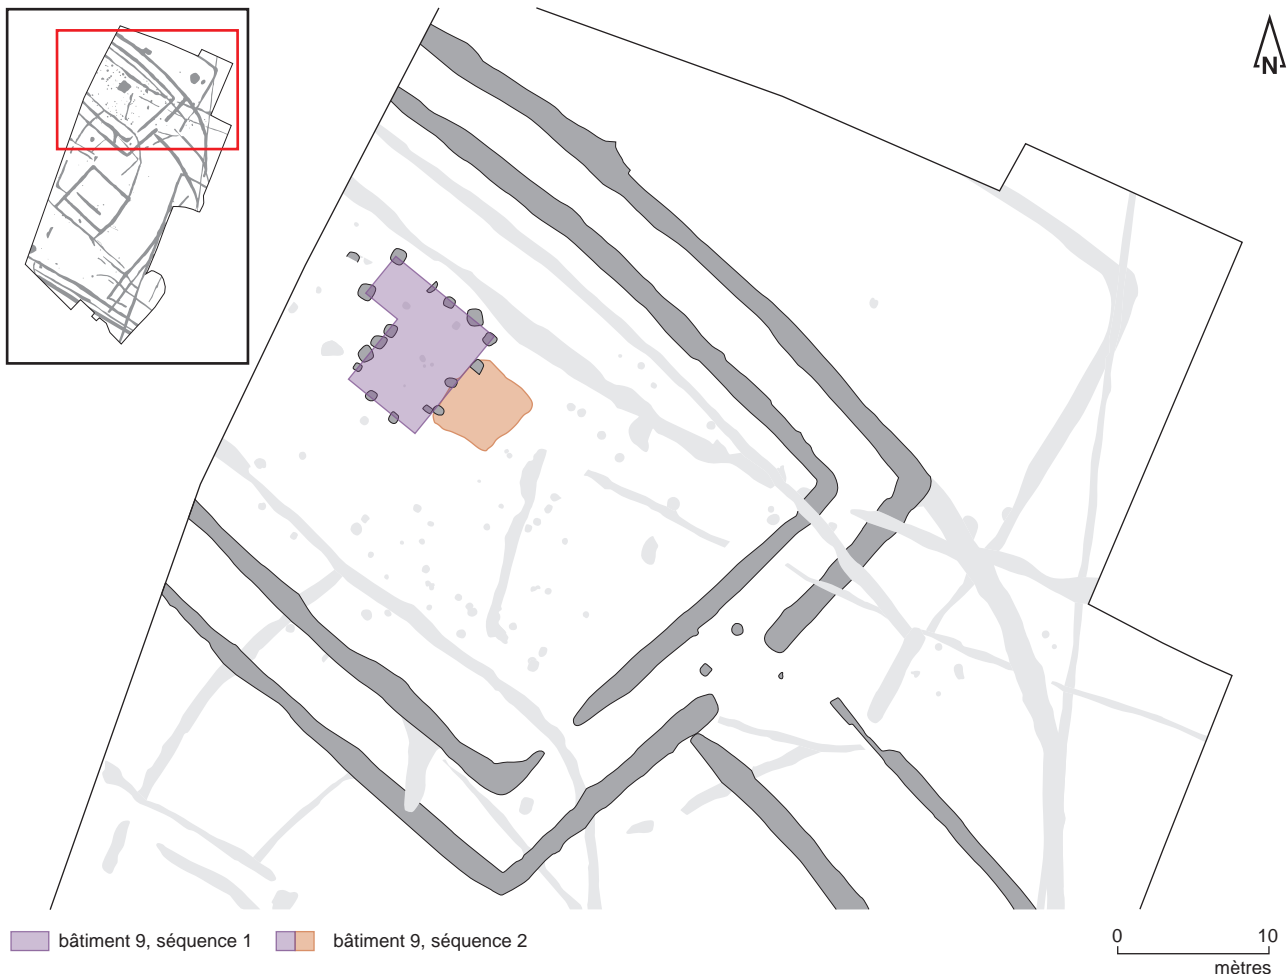 N
bâtiment 9, séquence 1
bâtiment 9, séquence 2
0 10
mètres